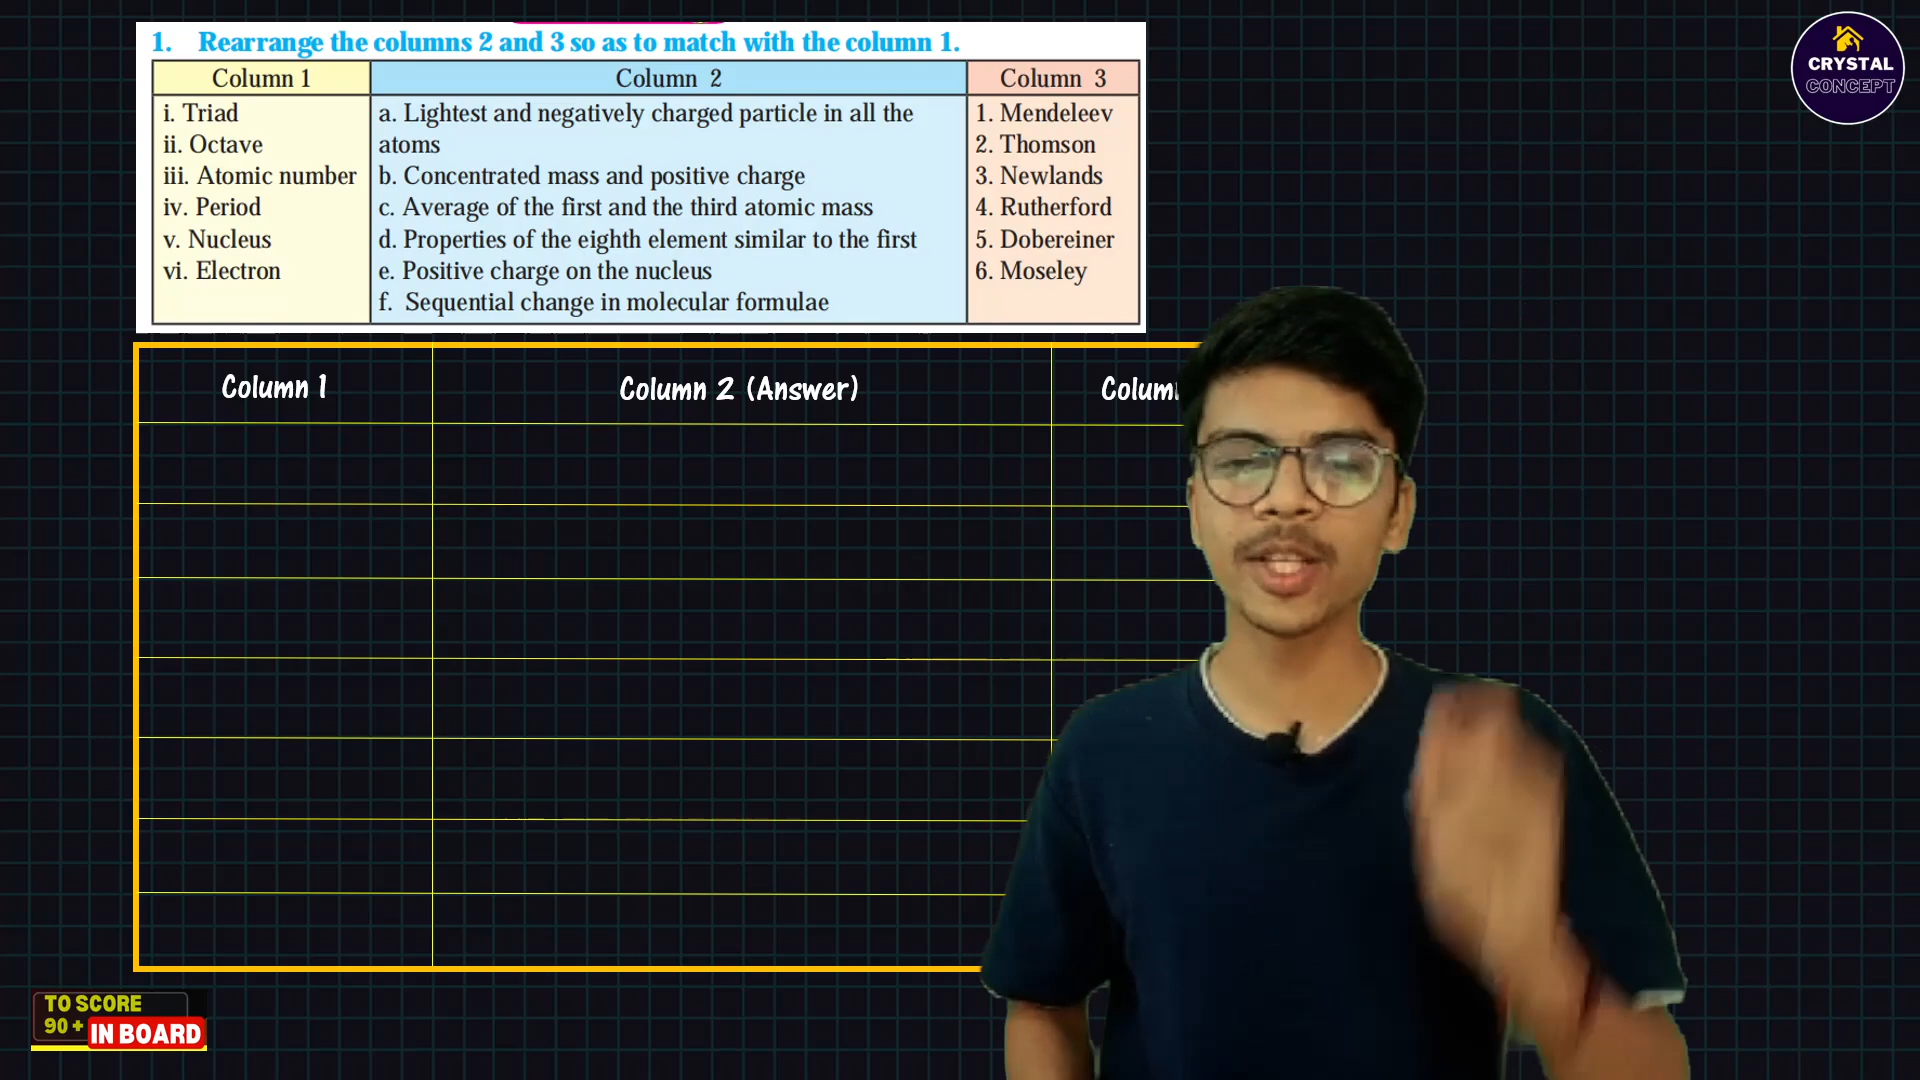 CRYSTAL
CONCEPT
1. Rearrange the columns 2 and 3 so as to match with the column 1.
Column 1 Column 2 Column 3
i. Triad
ii. Octave
iii. Atomic number
iv. Period
v. Nucleus
vi. Electron
a. Lightest and negatively charged particle in all the
atoms
b. Concentrated mass and positive charge
c. Average of the first and the third atomic mass
d. Properties of the eighth element similar to the first
e. Positive charge on the nucleus
f. Sequential change in molecular formulae
1. Mendeleev
2. Thomson
3. Newlands
4. Rutherford
5. Dobereiner
6. Moseley
Column 1 Column 2 (Answer)
TO SCORE
90 + IN BOARD